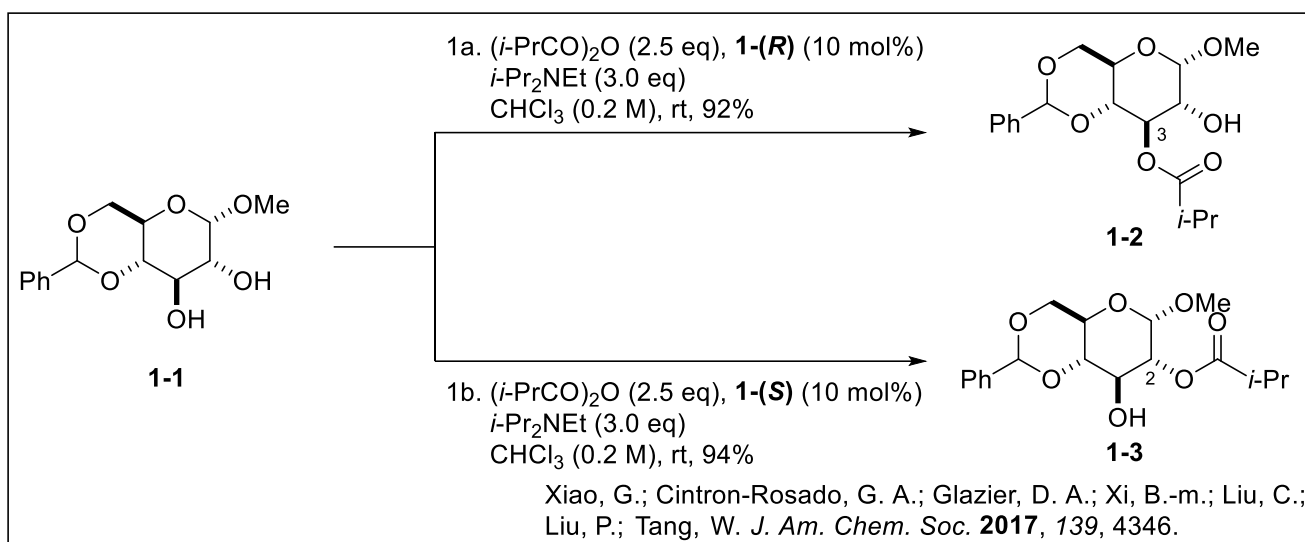 1a. (i-PrCO)₂O (2.5 eq), 1-(R) (10 mol%)
i-Pr₂NEt (3.0 eq)
CHCl₃ (0.2 M), rt, 92%
O
O
OMe
Ph
O
3
OH
O
O
i-Pr
1-2
O
O
OMe
Ph
O
OH
OH
1-1
O
O
OMe
O
Ph
O
2
O
i-Pr
OH
1-3
1b. (i-PrCO)₂O (2.5 eq), 1-(S) (10 mol%)
i-Pr₂NEt (3.0 eq)
CHCl₃ (0.2 M), rt, 94%
Xiao, G.; Cintron-Rosado, G. A.; Glazier, D. A.; Xi, B.-m.; Liu, C.;
Liu, P.; Tang, W. J. Am. Chem. Soc. 2017, 139, 4346.